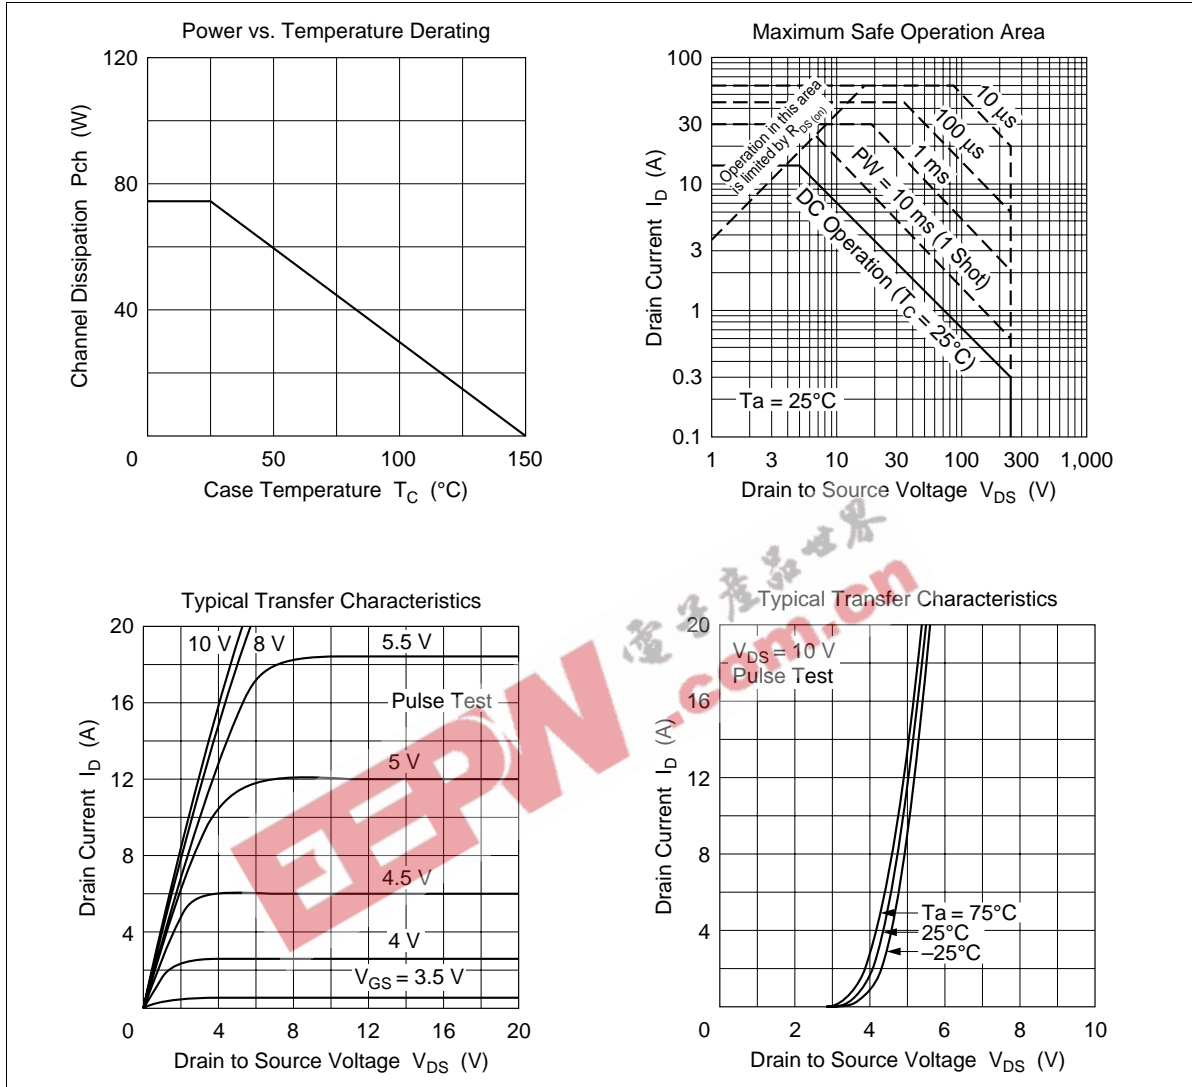 Power vs. Temperature Derating
120
80
40
0
50
100
150
Channel Dissipation Pch (W)
Case Temperature T_C (°C)
Maximum Safe Operation Area
100
30
10
3
1
0.3
0.1
1
3
10
30
100
300
1,000
Drain Current I_D (A)
Drain to Source Voltage V_DS (V)
Operation in this area
is limited by R_DS (on)
10 µs
100 µs
1 ms
PW = 10 ms (1 Shot)
DC Operation (T_C = 25°C)
Ta = 25°C
Typical Transfer Characteristics
20
16
12
8
4
0
4
8
12
16
20
Drain Current I_D (A)
Drain to Source Voltage V_DS (V)
10 V
8 V
5.5 V
Pulse Test
5 V
4.5 V
4 V
V_GS = 3.5 V
Typical Transfer Characteristics
20
16
12
8
4
0
2
4
6
8
10
Drain Current I_D (A)
Drain to Source Voltage V_DS (V)
V_DS = 10 V
Pulse Test
Ta = 75°C
25°C
–25°C
EEPW
.com.cn
電子產品世界